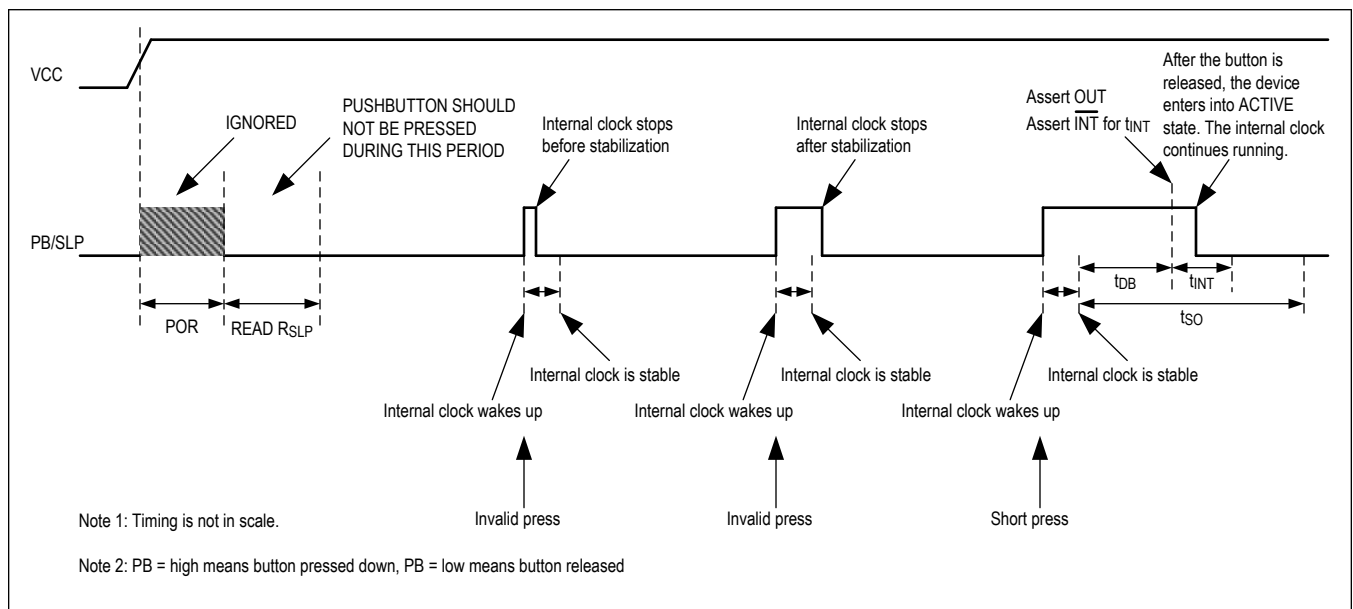 VCC
IGNORED
PUSHBUTTON SHOULD
NOT BE PRESSED
DURING THIS PERIOD
Internal clock stops
before stabilization
Internal clock stops
after stabilization
Assert OUT
Assert INT for tINT
After the button is
released, the device
enters into ACTIVE
state. The internal clock
continues running.
PB/SLP
POR
READ RSLP
tDB
tINT
tSO
Internal clock is stable
Internal clock is stable
Internal clock is stable
Internal clock wakes up
Internal clock wakes up
Internal clock wakes up
Invalid press
Invalid press
Short press
Note 1: Timing is not in scale.
Note 2: PB = high means button pressed down, PB = low means button released